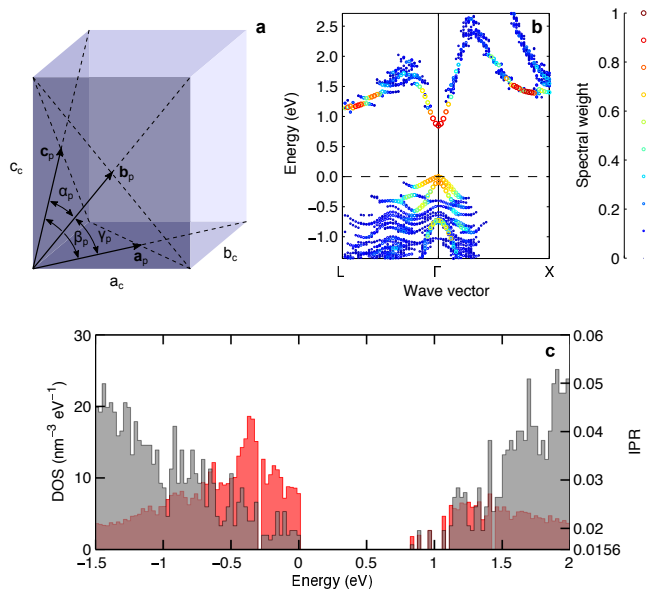 a
c_c
c_p
b_p
α_p
β_p
γ_p
a_p
a_c
b_c
b
Energy (eV)
2.5
2.0
1.5
1.0
0.5
0.0
−0.5
−1.0
L
Γ
X
Wave vector
Spectral weight
1
0.8
0.6
0.4
0.2
0
c
DOS (nm⁻³ eV⁻¹)
30
20
10
0
−1.5
−1
−0.5
0
0.5
1
1.5
2
Energy (eV)
0.06
0.05
0.04
0.03
0.02
0.0156
IPR